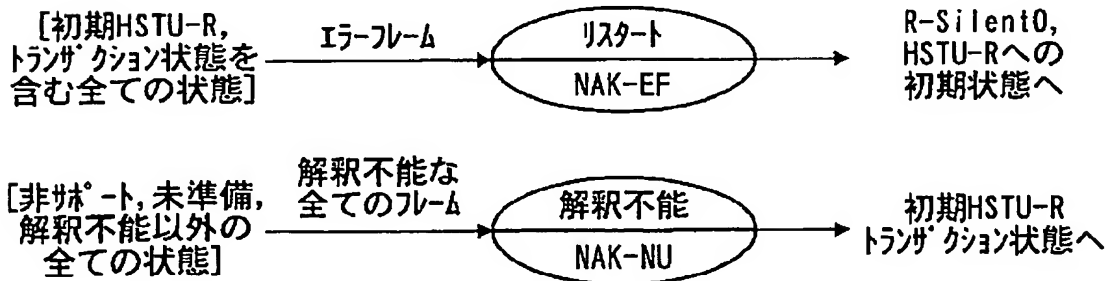 [初期HSTU-R,
トランザクション状態を
含む全ての状態]
エラーフレーム
リスタート
NAK-EF
R-Silent0,
HSTU-Rへの
初期状態へ
[非サポート,未準備,
解釈不能以外の
全ての状態]
解釈不能な
全てのフレーム
解釈不能
NAK-NU
初期HSTU-R
トランザクション状態へ